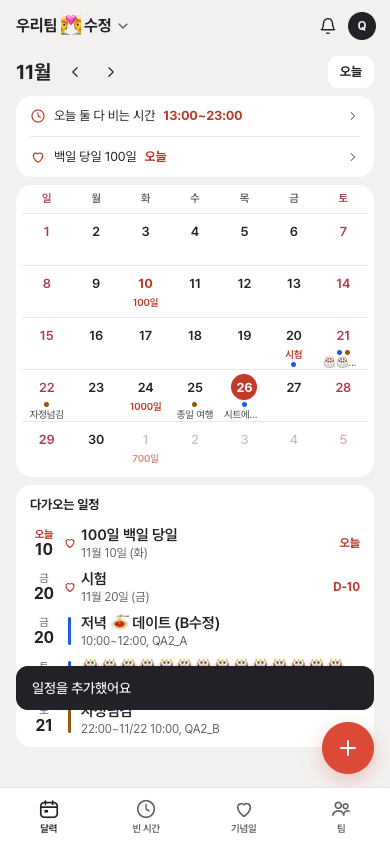 우리팀💏수정
Q
11월
오늘
오늘 둘 다 비는 시간 13:00~23:00
백일 당일 100일 오늘
일 월 화 수 목 금 토
1 2 3 4 5 6 7
8 9 10 11 12 13 14
100일
15 16 17 18 19 20 21
시험 🎂🎂...
22 23 24 25 26 27 28
자정넘김 1000일 종일 여행 시트에...
29 30 1 2 3 4 5
700일
다가오는 일정
오늘
10
100일 백일 당일
11월 10일 (화)
오늘
금
20
시험
11월 20일 (금)
D-10
금
20
저녁 🍝 데이트 (B수정)
10:00~12:00, QA2_A
🎂🎂🎂🎂🎂🎂🎂🎂🎂🎂🎂🎂🎂
일정을 추가했어요
21
자정넘김
22:00~11/22 10:00, QA2_B
달력 빈 시간 기념일 팀